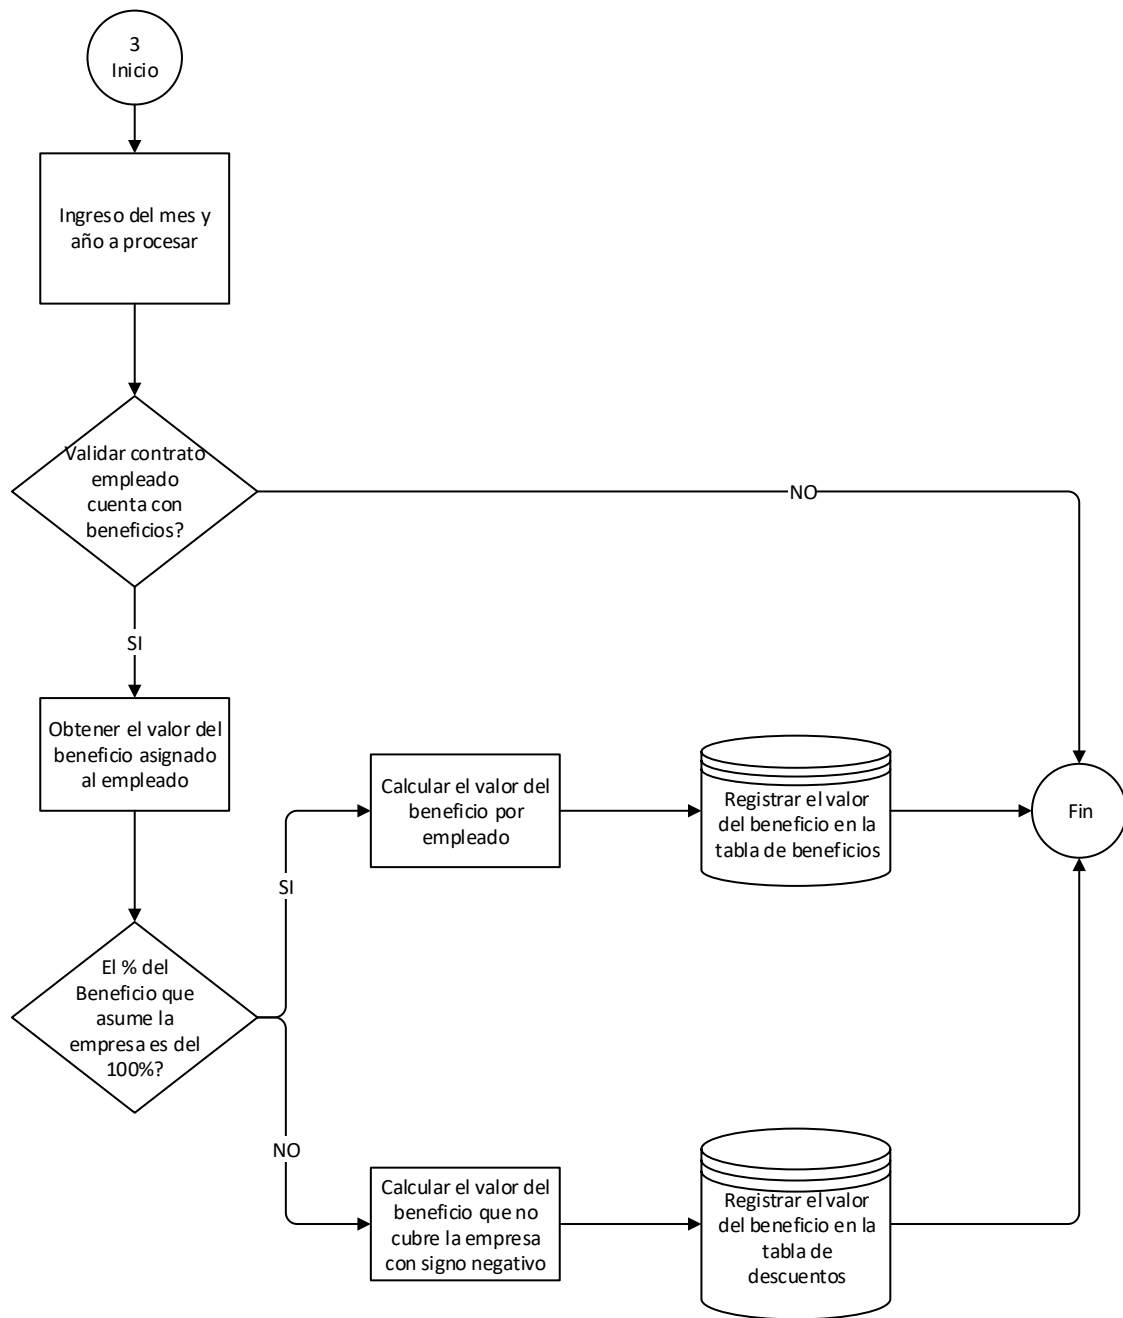 3
Inicio
Ingreso del mes y
año a procesar
Validar contrato
empleado
cuenta con
beneficios?
NO
SI
Obtener el valor del
beneficio asignado
al empleado
Calcular el valor del
beneficio por
empleado
Registrar el valor
del beneficio en la
tabla de beneficios
Fin
SI
El % del
Beneficio que
asume la
empresa es del
100%?
NO
Calcular el valor del
beneficio que no
cubre la empresa
con signo negativo
Registrar el valor
del beneficio en la
tabla de
descuentos